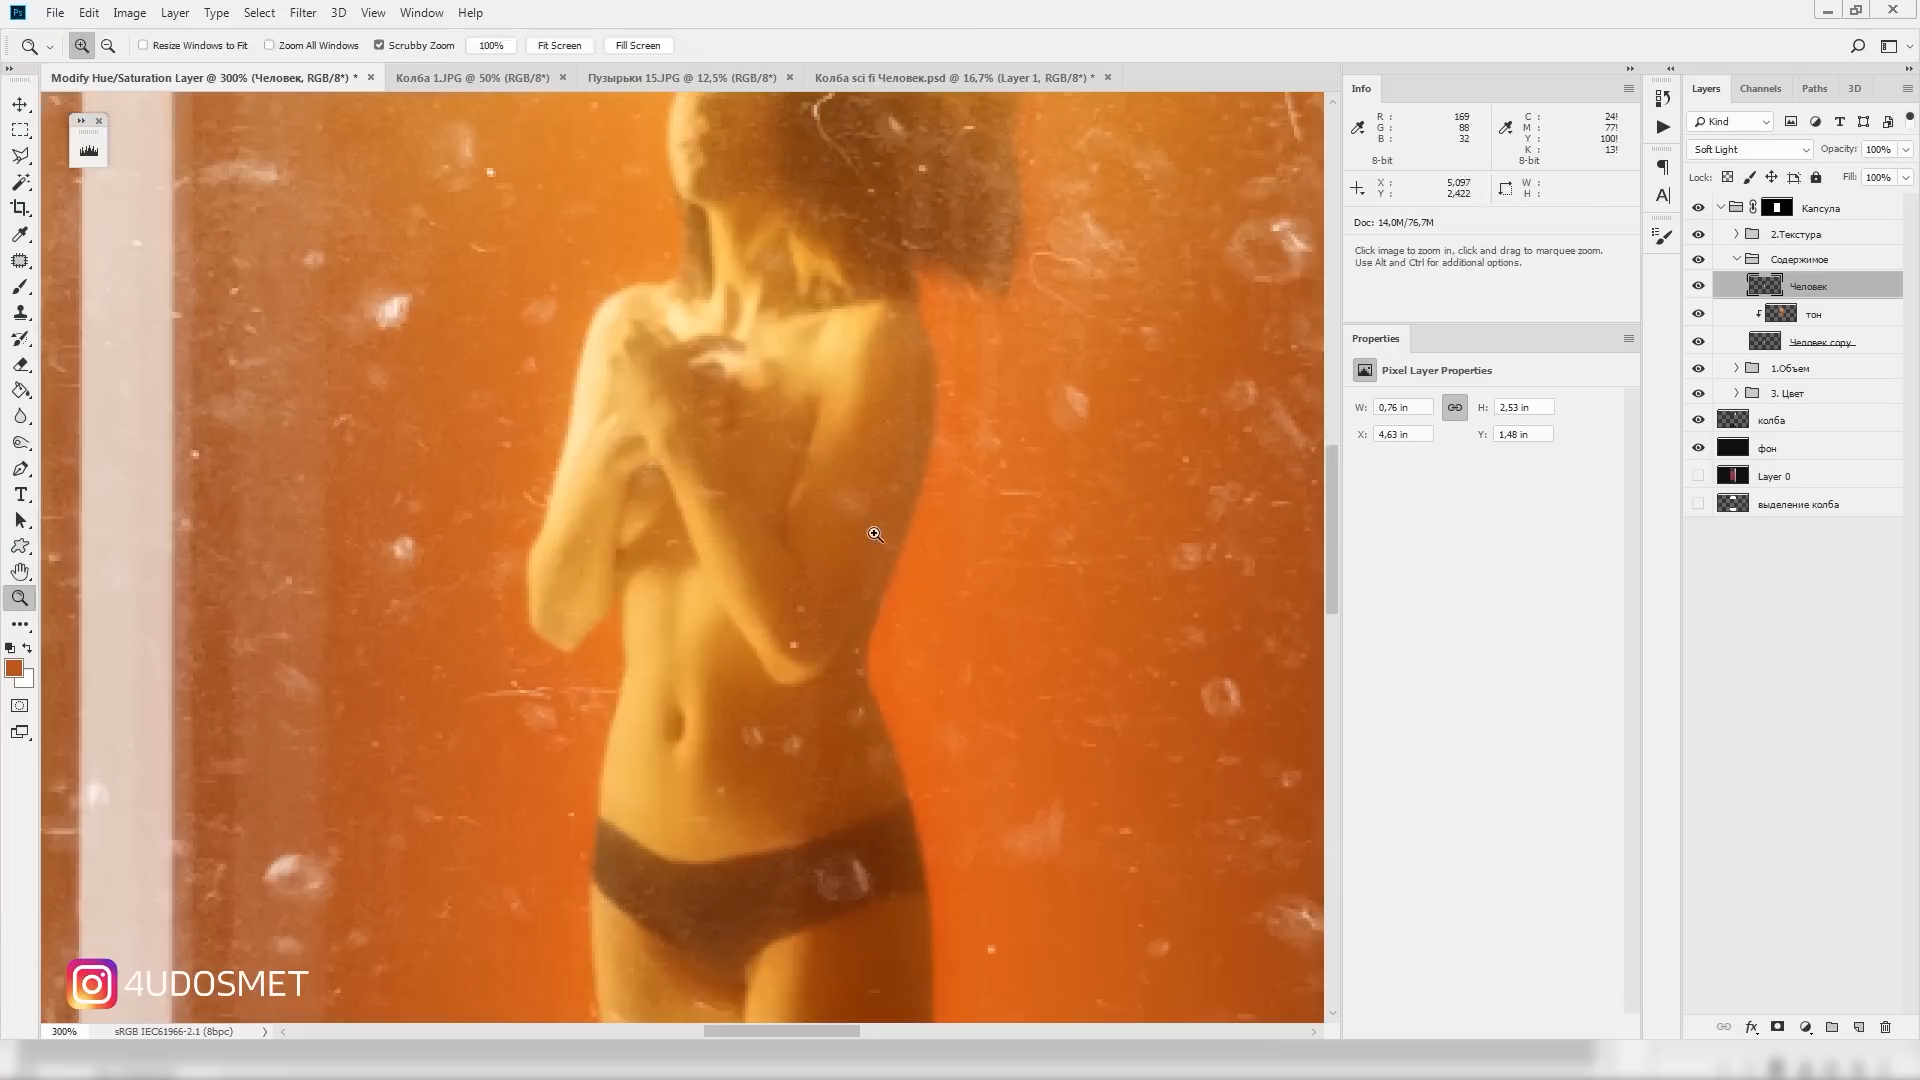 Ps File Edit Image Layer Type Select Filter 3D View Window Help
Resize Windows to Fit Zoom All Windows Scrubby Zoom 100% Fit Screen Fill Screen
Modify Hue/Saturation Layer @ 300% (Человек, RGB/8*) *
Колба 1.JPG @ 50% (RGB/8*)
Пузырьки 15.JPG @ 12,5% (RGB/8*)
Колба sci fi Человек.psd @ 16,7% (Layer 1, RGB/8*) *
Info
R : 169
G : 88
B : 32
8-bit
C : 24!
M : 77!
Y : 100!
K : 13!
8-bit
X : 5,097
Y : 2,422
W :
H :
Doc: 14,0M/76,7M
Click image to zoom in, click and drag to marquee zoom.
Use Alt and Ctrl for additional options.
Properties
Pixel Layer Properties
W: 0,76 in H: 2,53 in
X: 4,63 in Y: 1,48 in
Layers Channels Paths 3D
Kind
Soft Light Opacity: 100%
Lock: Fill: 100%
Капсула
2.Текстура
Содержимое
Человек
тон
Человек copy
1.Объем
3. Цвет
колба
фон
Layer 0
выделение колба
4UDOSMET
300% sRGB IEC61966-2.1 (8bpc)